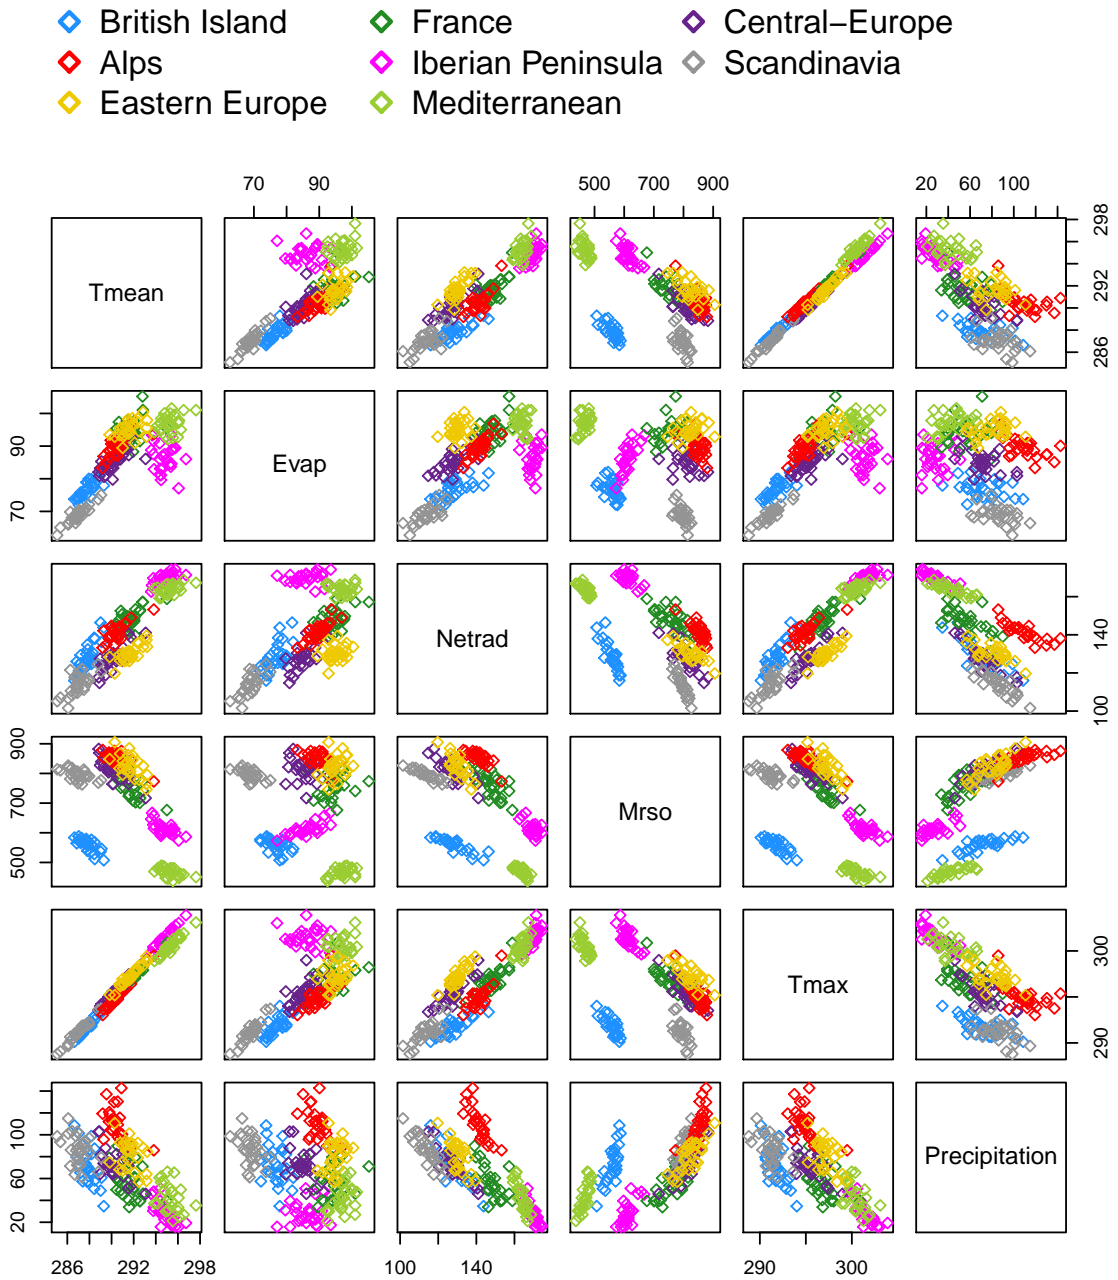 British Island France Central−Europe
Alps Iberian Peninsula Scandinavia
Eastern Europe Mediterranean
70 90 500 700 900 20 60 100
Tmean
286 292 298
70 90
Evap
Netrad
100 140
500 700 900
Mrso
Tmax
290 300
20 60 100
Precipitation
286 292 298 100 140 290 300